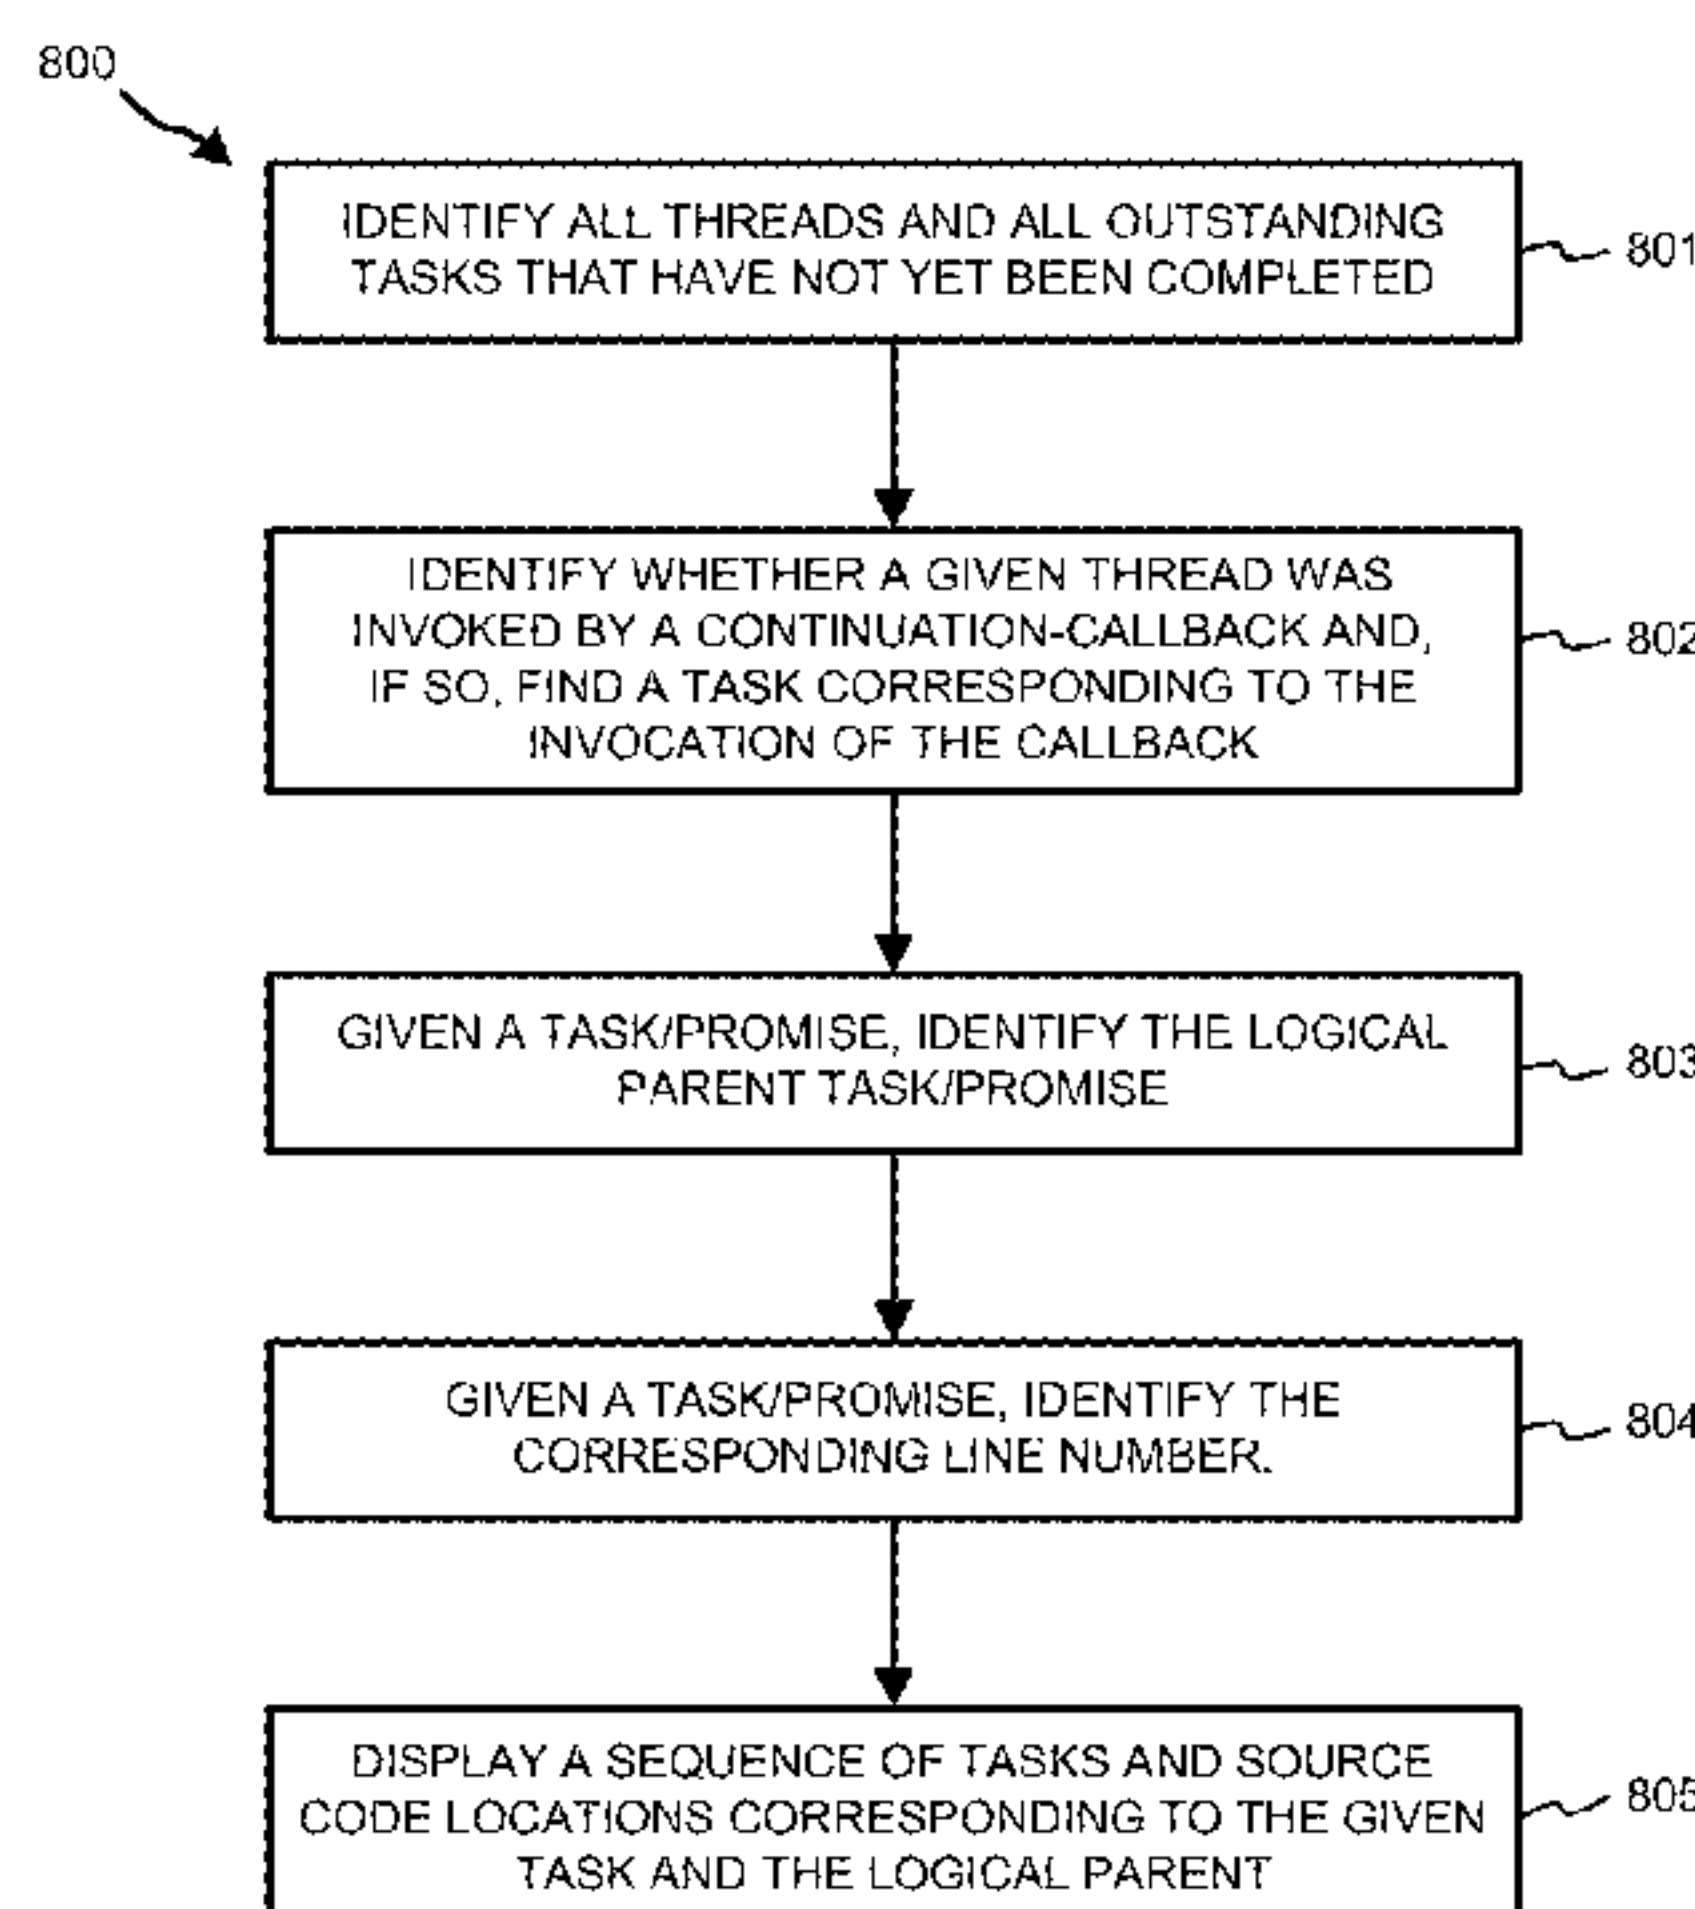 800
IDENTIFY ALL THREADS AND ALL OUTSTANDING
TASKS THAT HAVE NOT YET BEEN COMPLETED
801
IDENTIFY WHETHER A GIVEN THREAD WAS
INVOKED BY A CONTINUATION-CALLBACK AND,
IF SO, FIND A TASK CORRESPONDING TO THE
INVOCATION OF THE CALLBACK
802
GIVEN A TASK/PROMISE, IDENTIFY THE LOGICAL
PARENT TASK/PROMISE
803
GIVEN A TASK/PROMISE, IDENTIFY THE
CORRESPONDING LINE NUMBER.
804
DISPLAY A SEQUENCE OF TASKS AND SOURCE
CODE LOCATIONS CORRESPONDING TO THE GIVEN
TASK AND THE LOGICAL PARENT
805